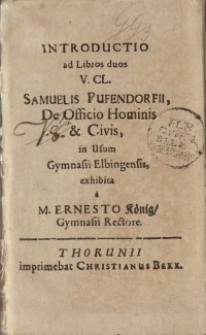 INTRODUCTIO
ad Libros duos
V. CL.
SAMUELIS PUFENDORFII,
De Officio Hominis
& Civis,
in Usum
Gymnasii Elbingensis,
exhibita
à
M. ERNESTO König/
Gymnasii Rectore.
THORUNII
imprimebat CHRISTIANUS BEKK.